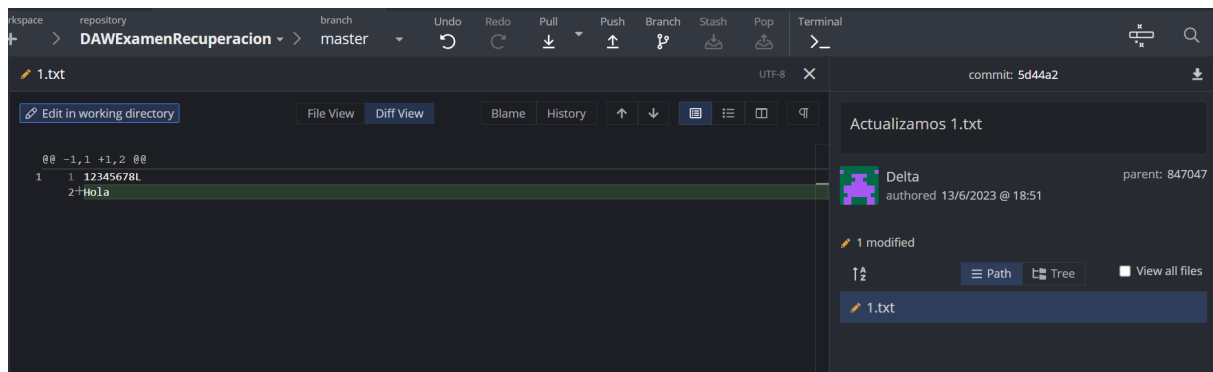 rkspace repository branch Undo Redo Pull Push Branch Stash Pop Terminal
DAWExamenRecuperacion master
1.txt UTF-8
commit: 5d44a2
Edit in working directory File View Diff View Blame History
Actualizamos 1.txt
@@ -1,1 +1,2 @@
1 1 12345678L
2+Hola
Delta parent: 847047
authored 13/6/2023 @ 18:51
1 modified
Path Tree View all files
1.txt